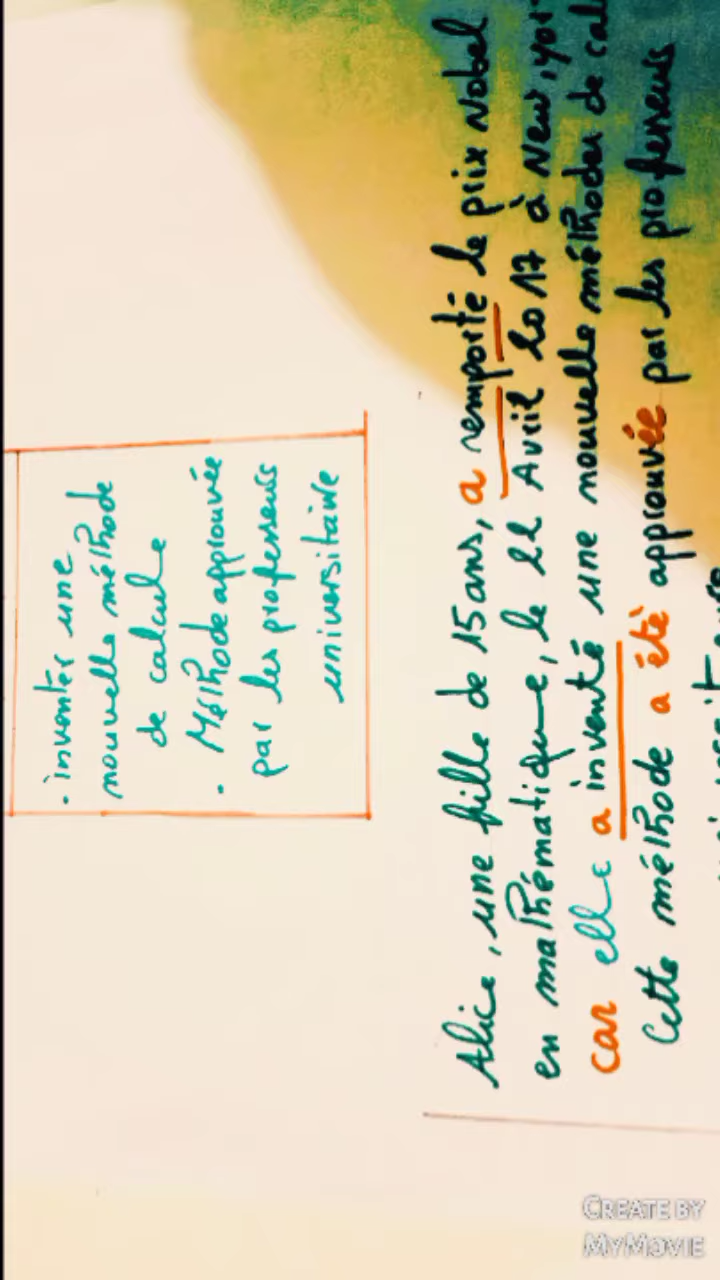 • inventer une
nouvelle méthode
de calcule
• Méthode approuvée
par les professeurs
universitaire
Alice, une fille de 15 ans, a remporté le prix Nobel
en mathématique, le 22 Avril 2017 à New, yor
car elle a inventé une nouvelle méthodes de cal
Cette méthode a été approuvée par les professeurs
CREATE BY
MYMOVIE